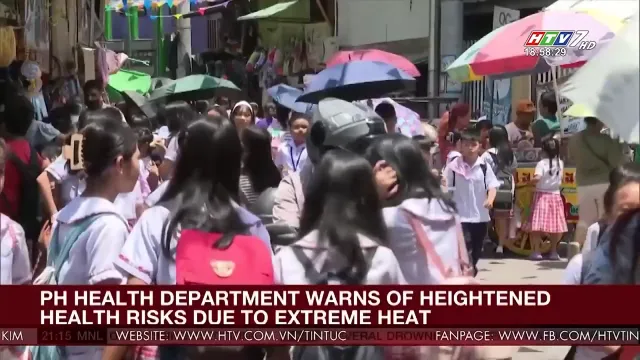 HTV7 HD
18:58:29
PH HEALTH DEPARTMENT WARNS OF HEIGHTENED
HEALTH RISKS DUE TO EXTREME HEAT
KIM 21:15 MNL WEBSITE: WWW.HTV.COM.VN/TINTUC FANPAGE: WWW.FB.COM/HTVTINTUC